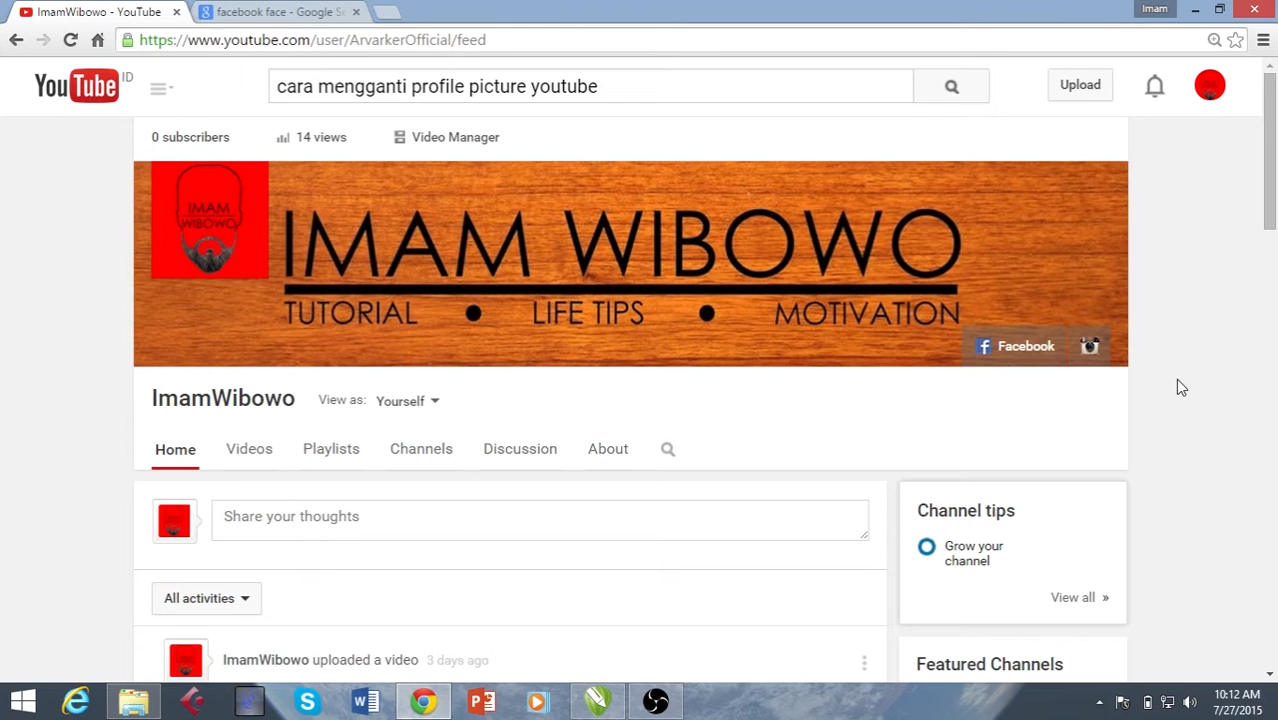 ImamWibowo - YouTube
facebook face - Google Se
Imam
https://www.youtube.com/user/ArvarkerOfficial/feed
YouTube ID
cara mengganti profile picture youtube
Upload
0 subscribers
14 views
Video Manager
IMAM
WIBOWO
IMAM WIBOWO
TUTORIAL • LIFE TIPS • MOTIVATION
f Facebook
ImamWibowo
View as: Yourself
Home
Videos
Playlists
Channels
Discussion
About
Share your thoughts
Channel tips
Grow your
channel
View all »
All activities
ImamWibowo uploaded a video 3 days ago
Featured Channels
10:12 AM
7/27/2015